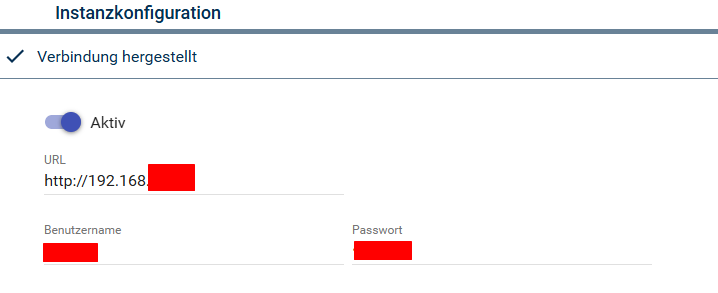 Instanzkonfiguration
Verbindung hergestellt
Aktiv
URL
http://192.168.
Benutzername Passwort